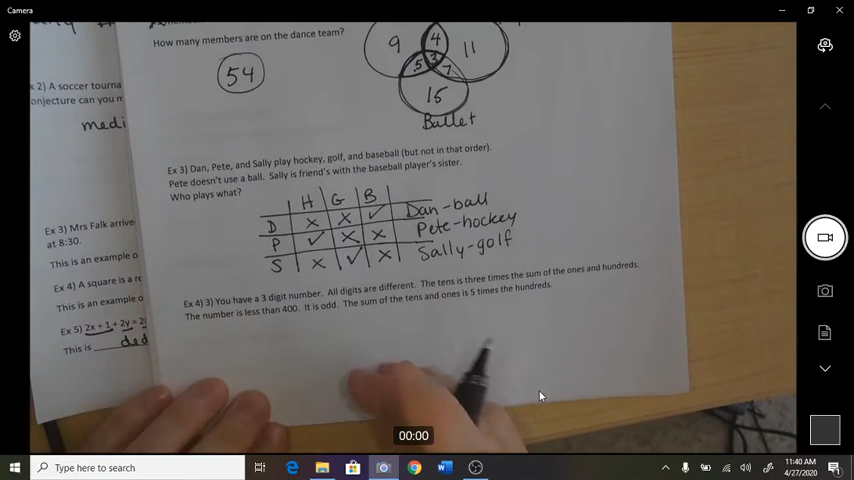 Camera
How many members are on the dance team?
54
9 4 11
5 3 7
15
Ballet
x 2) A soccer tourna
onjecture can you m
medi
Ex 3) Dan, Pete, and Sally play hockey, golf, and baseball (but not in that order).
Pete doesn't use a ball. Sally is friend's with the baseball player's sister.
Who plays what?
H G B
D x x ✓ Dan-ball
P ✓ x x Pete-hockey
S x ✓ x Sally-golf
Ex 3) Mrs Falk arrive
at 8:30.
This is an example o
Ex 4) A square is a re
This is an example o
Ex 5) 2x + 1 + 2y = 2
This is ded
Ex 4) 3) You have a 3 digit number. All digits are different. The tens is three times the sum of the ones and hundreds.
The number is less than 400. It is odd. The sum of the tens and ones is 5 times the hundreds.
00:00
Type here to search
11:40 AM
4/27/2020